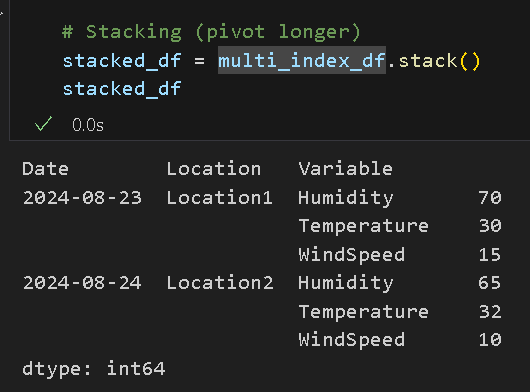 # Stacking (pivot longer)
stacked_df = multi_index_df.stack()
stacked_df
0.0s
Date Location Variable
2024-08-23 Location1 Humidity 70
Temperature 30
WindSpeed 15
2024-08-24 Location2 Humidity 65
Temperature 32
WindSpeed 10
dtype: int64